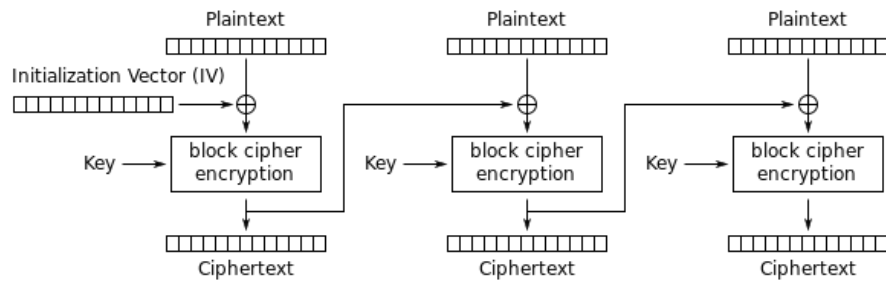 Plaintext
Plaintext
Plaintext
Initialization Vector (IV)
Key
block cipher
encryption
Key
block cipher
encryption
Key
block cipher
encryption
Ciphertext
Ciphertext
Ciphertext